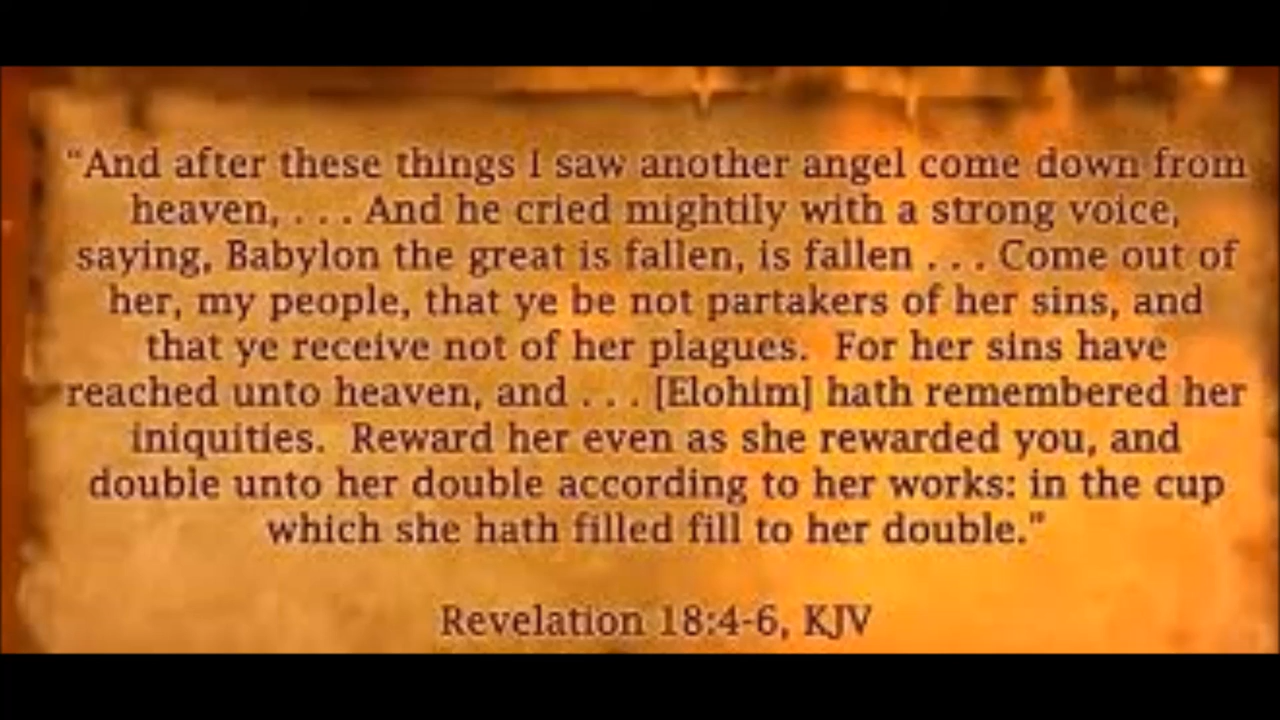 “And after these things I saw another angel come down from
heaven, . . . And he cried mightily with a strong voice,
saying, Babylon the great is fallen, is fallen . . . Come out of
her, my people, that ye be not partakers of her sins, and
that ye receive not of her plagues.  For her sins have
reached unto heaven, and . . . [Elohim] hath remembered her
iniquities.  Reward her even as she rewarded you, and
double unto her double according to her works: in the cup
which she hath filled fill to her double.”
Revelation 18:4-6, KJV